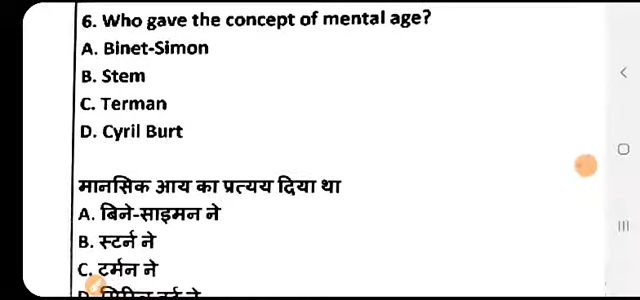 6. Who gave the concept of mental age?
A. Binet-Simon
B. Stem
C. Terman
D. Cyril Burt
मानसिक आय का प्रत्यय दिया था
A. बिने-साइमन ने
B. स्टर्न ने
C. टर्मन ने